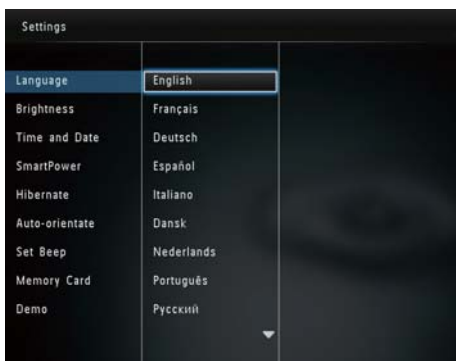 Settings
Language
Brightness
Time and Date
SmartPower
Hibernate
Auto-orientate
Set Beep
Memory Card
Demo
English
Français
Deutsch
Español
Italiano
Dansk
Nederlands
Português
Русский